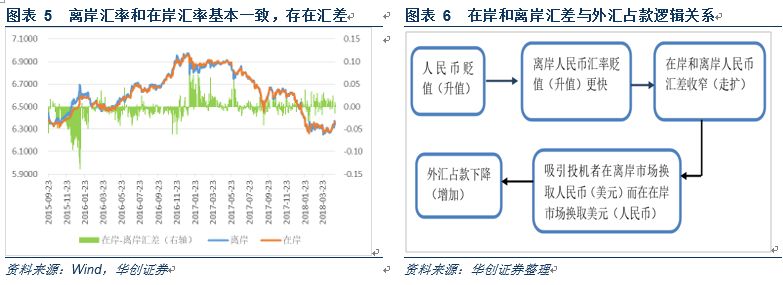 图表 5 离岸汇率和在岸汇率基本一致，存在汇差
7.1000
6.9000
6.7000
6.5000
6.3000
6.1000
5.9000
0.15
0.10
0.05
0.00
-0.05
-0.10
-0.15
2015-09-23
2015-11-23
2016-01-23
2016-03-23
2016-05-23
2016-07-23
2016-09-23
2016-11-23
2017-01-23
2017-03-23
2017-05-23
2017-07-23
2017-09-23
2017-11-23
2018-01-23
2018-03-23
在岸-离岸汇差（右轴）
离岸
在岸
资料来源：Wind，华创证券
图表 6 在岸和离岸汇差与外汇占款逻辑关系
人民币贬
值（升值）
离岸人民币汇率贬
值（升值）更快
在岸和离岸人民币
汇差收窄（走扩）
吸引投机者在离岸市场换
取人民币（美元）而在在岸
市场换取美元（人民币）
外汇占款下降
（增加）
资料来源：华创证券整理